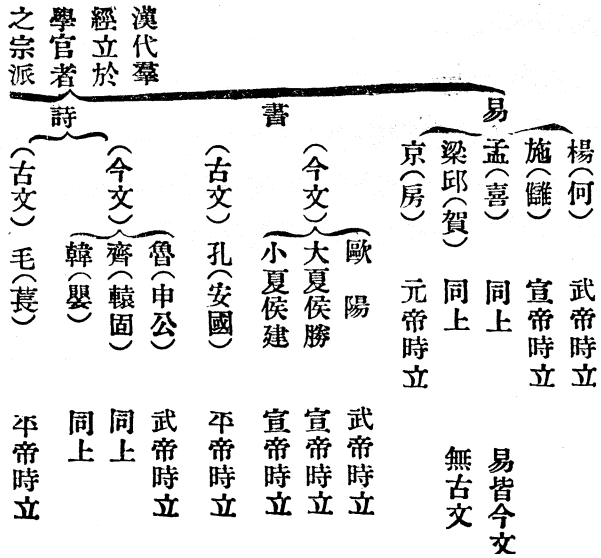 漢代羣
經立於
學官者
之宗派
易
楊(何) 武帝時立
施(讎) 宣帝時立
孟(喜) 同上 易皆今文
梁邱(賀) 同上 無古文
京(房) 元帝時立
書
(今文)
歐陽 武帝時立
大夏侯勝 宣帝時立
小夏侯建 宣帝時立
(古文) 孔(安國) 平帝時立
詩
(今文)
魯(申公) 武帝時立
齊(轅固) 同上
韓(嬰) 同上
(古文) 毛(萇) 平帝時立